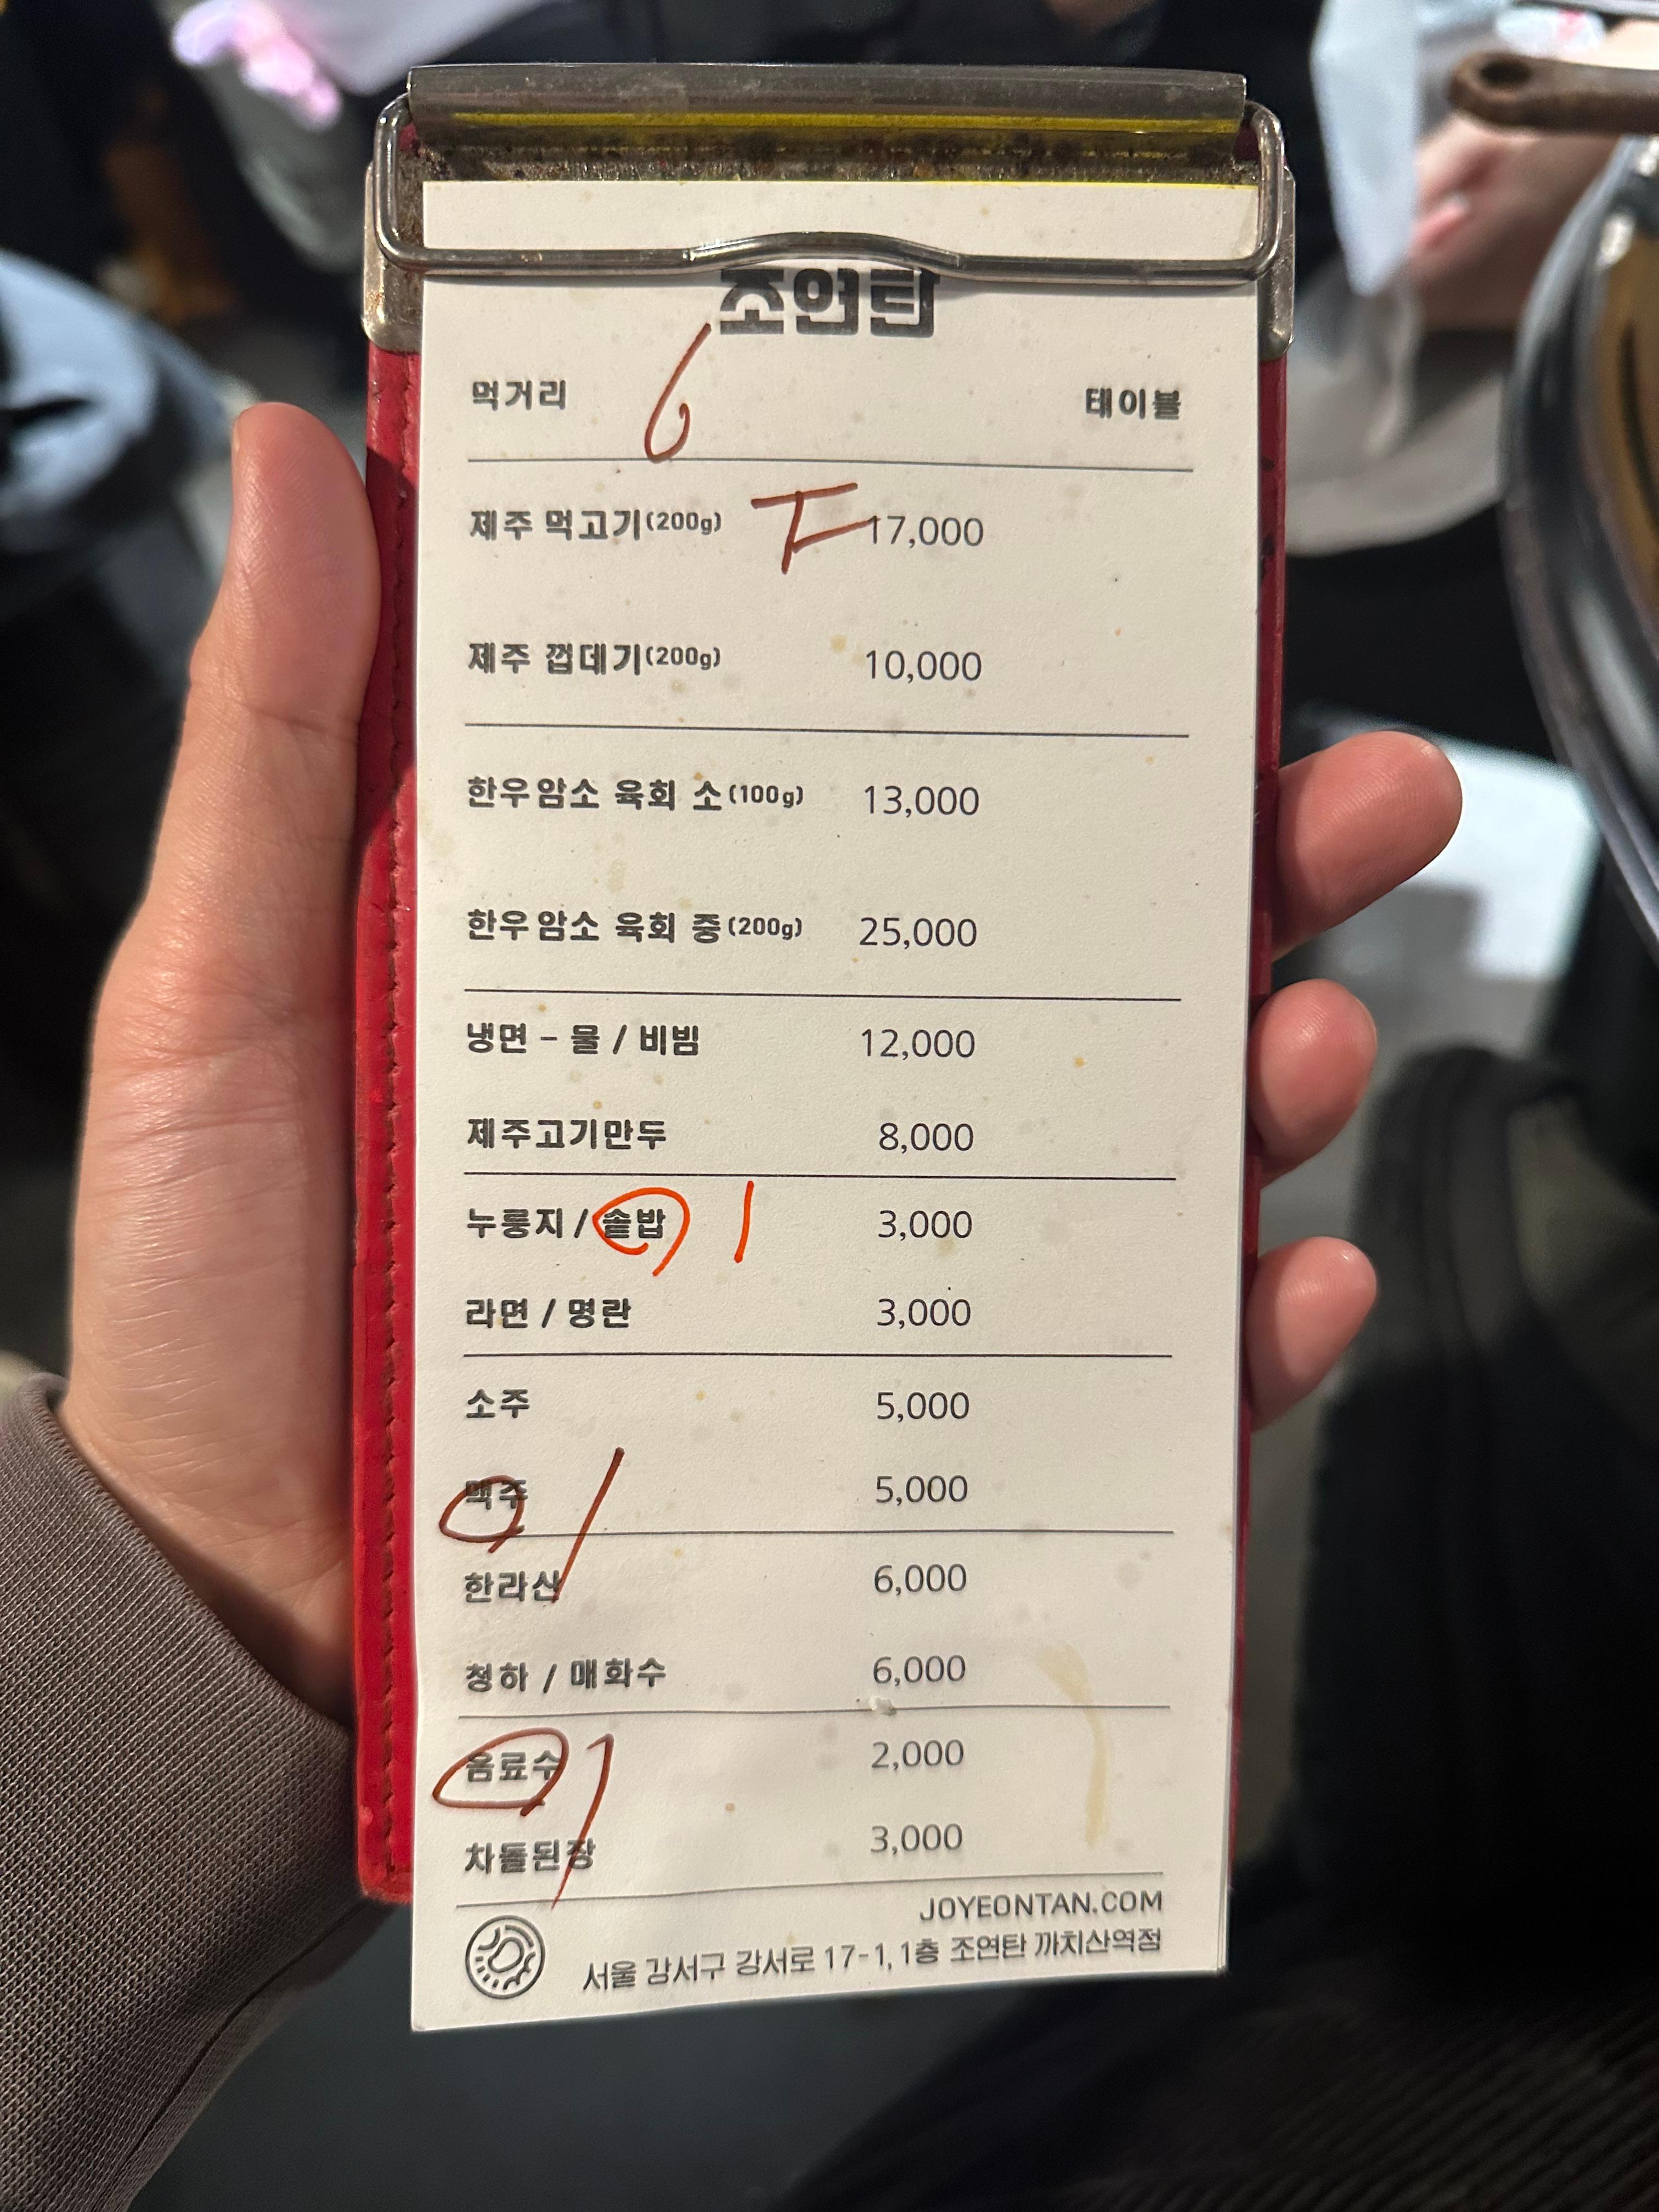 조연탄
6
먹거리 테이블
제주 먹고기(200g) 17,000
제주 껍데기(200g) 10,000
한우암소 육회 소(100g) 13,000
한우암소 육회 중(200g) 25,000
냉면 - 물 / 비빔 12,000
제주고기만두 8,000
누룽지 / 솥밥 1 3,000
라면 / 명란 3,000
소주 5,000
맥주 / 5,000
한라산 6,000
청하 / 매화수 6,000
음료수 1 2,000
차돌된장 3,000
JOYEONTAN.COM
서울 강서구 강서로 17-1, 1층 조연탄 까치산역점